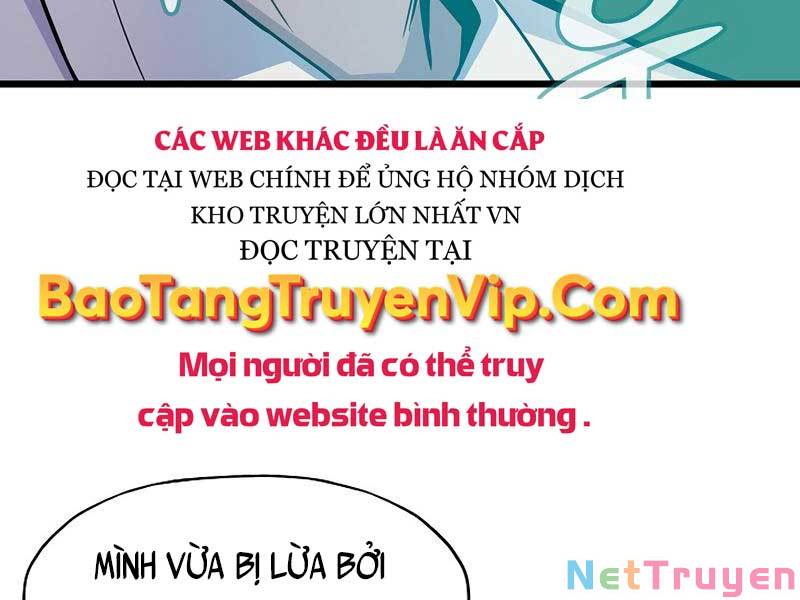 CÁC WEB KHÁC ĐỀU LÀ ĂN CẮP
ĐỌC TẠI WEB CHÍNH ĐỂ ỦNG HỘ NHÓM DỊCH
KHO TRUYỆN LỚN NHẤT VN
ĐỌC TRUYỆN TẠI
BaoTangTruyenVip.Com
Mọi người đã có thể truy
cập vào website bình thường .
MÌNH VỪA BỊ LỪA BỞI
NetTruyen